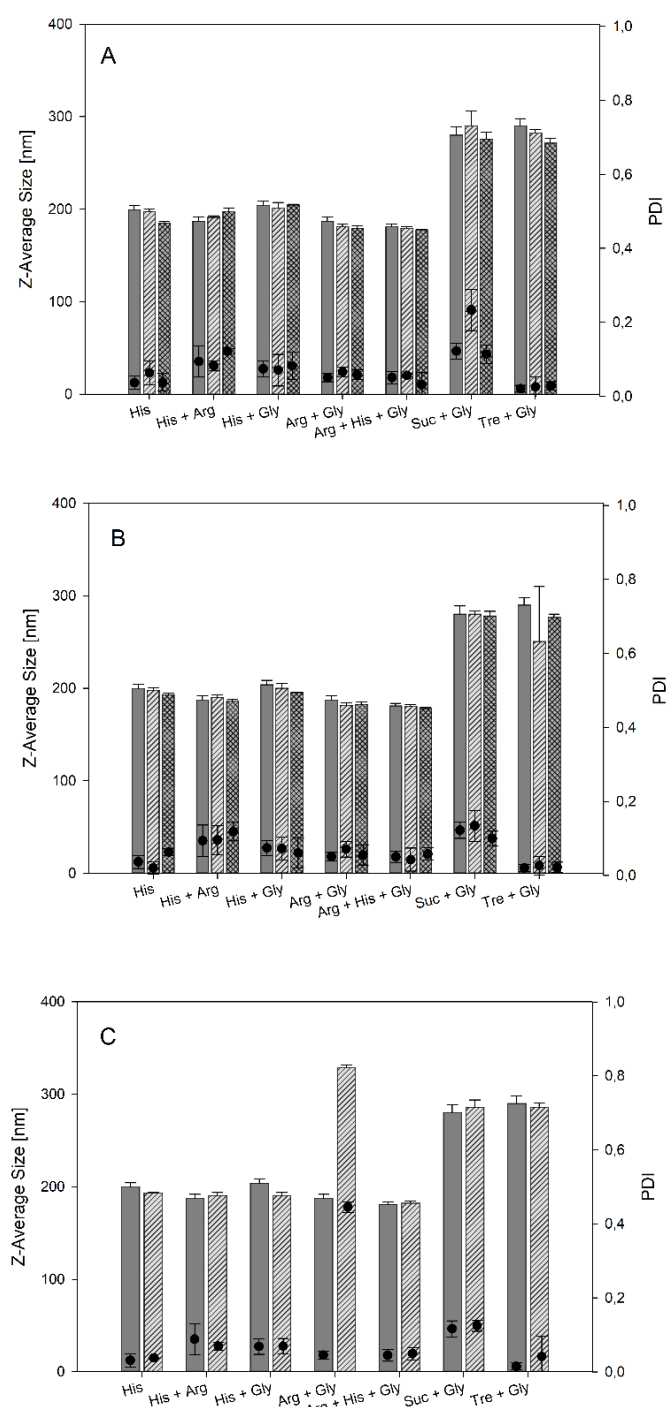 A
400
300
200
100
0
Z-Average Size [nm]
1,0
0,8
0,6
0,4
0,2
0,0
PDI
His
His + Arg
His + Gly
Arg + Gly
Arg + His + Gly
Suc + Gly
Tre + Gly
B
400
300
200
100
0
Z-Average Size [nm]
1,0
0,8
0,6
0,4
0,2
0,0
PDI
His
His + Arg
His + Gly
Arg + Gly
Arg + His + Gly
Suc + Gly
Tre + Gly
C
400
300
200
100
0
Z-Average Size [nm]
1,0
0,8
0,6
0,4
0,2
0,0
PDI
His
His + Arg
His + Gly
Arg + Gly
Arg + His + Gly
Suc + Gly
Tre + Gly